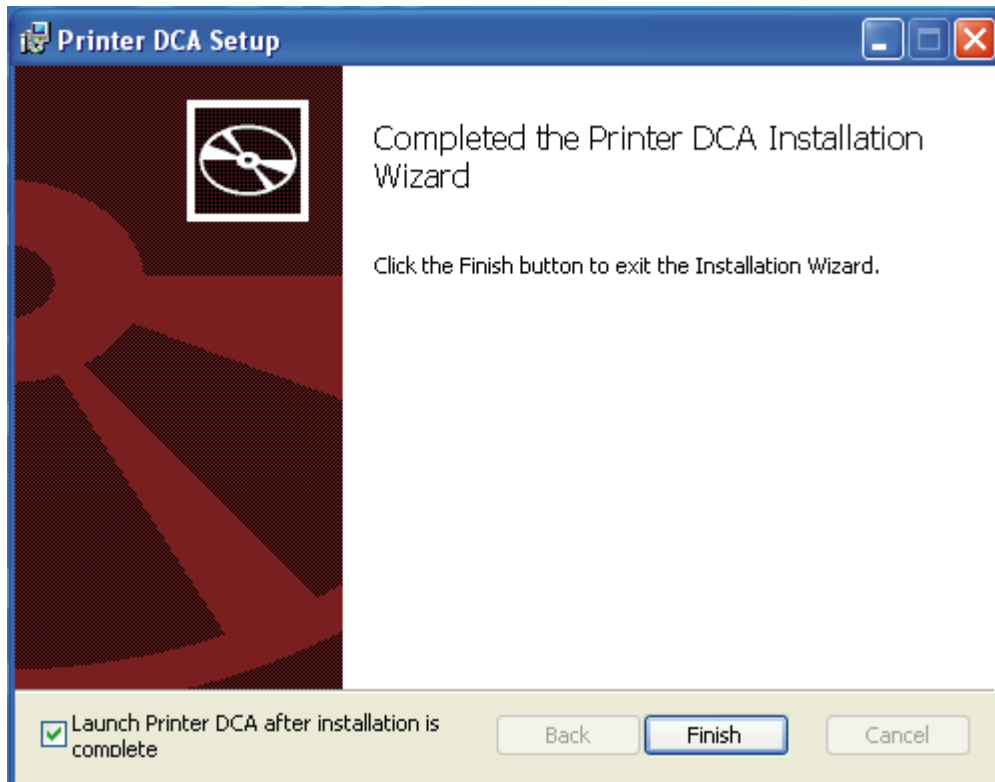 Printer DCA Setup
Completed the Printer DCA Installation
Wizard
Click the Finish button to exit the Installation Wizard.
Launch Printer DCA after installation is
complete
Back
Finish
Cancel